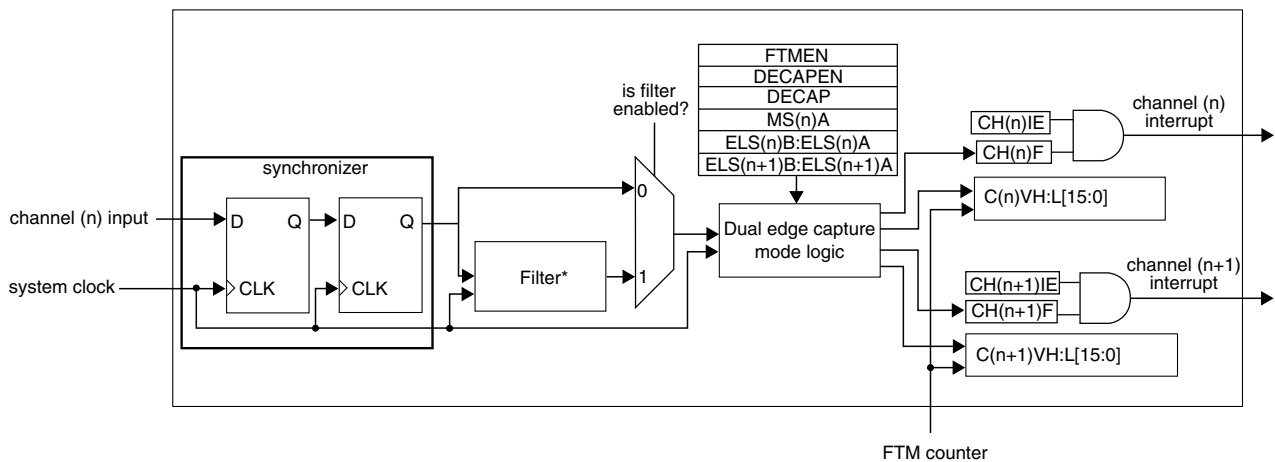 FTMEN
DECAPEN
DECAP
MS(n)A
ELS(n)B:ELS(n)A
ELS(n+1)B:ELS(n+1)A
is filter
enabled?
synchronizer
channel (n) input
D Q
D Q
CLK
CLK
system clock
Filter*
0
1
Dual edge capture
mode logic
CH(n)IE
CH(n)F
channel (n)
interrupt
C(n)VH:L[15:0]
CH(n+1)IE
CH(n+1)F
channel (n+1)
interrupt
C(n+1)VH:L[15:0]
FTM counter